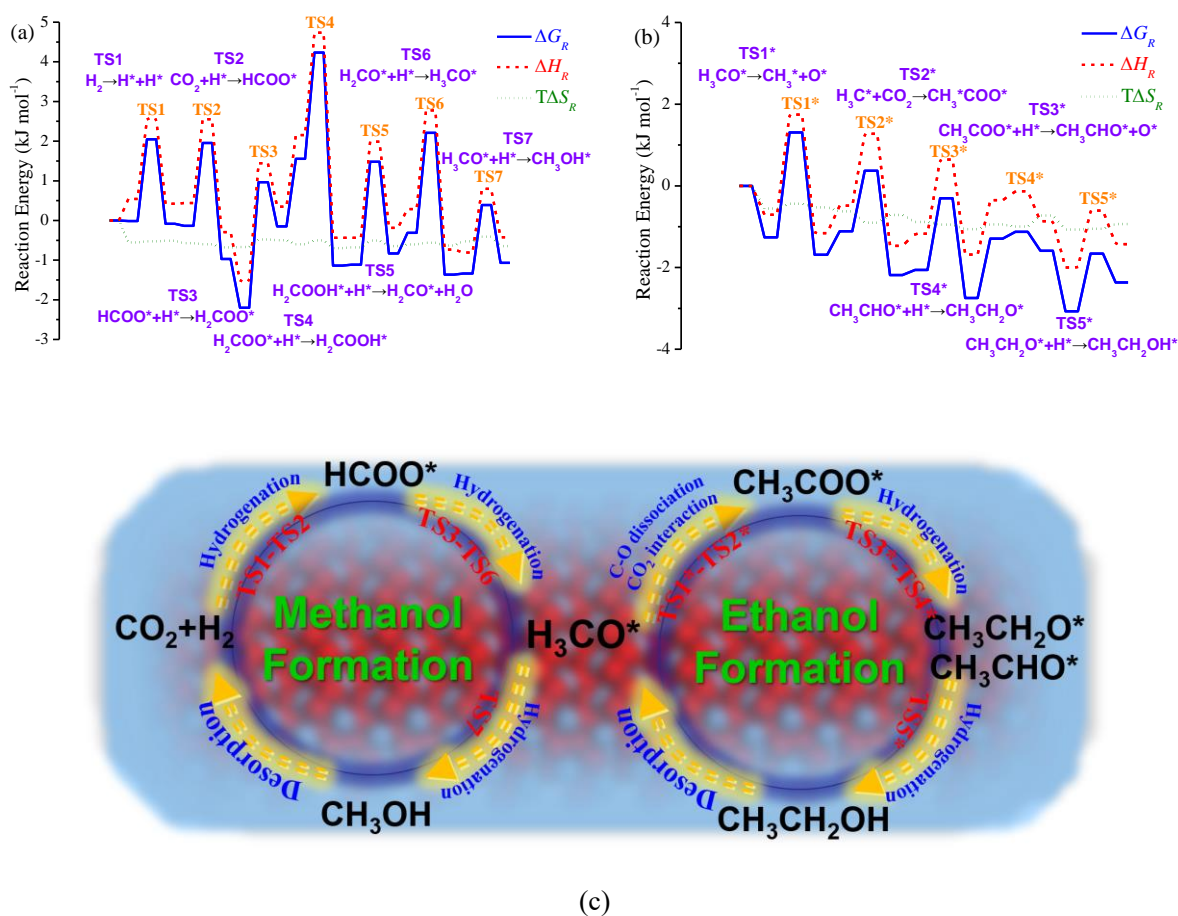 (a)
Reaction Energy (kJ mol⁻¹)
5
4
3
2
1
0
-1
-2
-3
TS1
H₂→H*+H*
TS2
CO₂+H*→HCOO*
TS4
TS6
H₂CO*+H*→H₃CO*
ΔG_R
ΔH_R
TΔS_R
TS1
TS2
TS3
TS5
TS6
TS7
TS7
H₃CO*+H*→CH₃OH*
TS5
H₂COOH*+H*→H₂CO*+H₂O
TS3
HCOO*+H*→H₂COO*
TS4
H₂COO*+H*→H₂COOH*
(b)
Reaction Energy (kJ mol⁻¹)
4
2
0
-2
-4
TS1*
H₃CO*→CH₃*+O*
TS2*
H₃C*+CO₂→CH₃*COO*
TS3*
CH₃COO*+H*→CH₃CHO*+O*
ΔG_R
ΔH_R
TΔS_R
TS1*
TS2*
TS3*
TS4*
TS5*
TS4*
CH₃CHO*+H*→CH₃CH₂O*
TS5*
CH₃CH₂O*+H*→CH₃CH₂OH*
HCOO*
Hydrogenation
TS1-TS2
Hydrogenation
TS3-TS6
CO₂+H₂
Methanol
Formation
H₃CO*
TS7
Hydrogenation
Desorption
CH₃OH
CH₃COO*
C-O dissociation
CO₂ interaction
TS1*-TS2*
Hydrogenation
TS3*-TS4*
Ethanol
Formation
CH₃CH₂O*
CH₃CHO*
TS5*
Hydrogenation
Desorption
CH₃CH₂OH
(c)